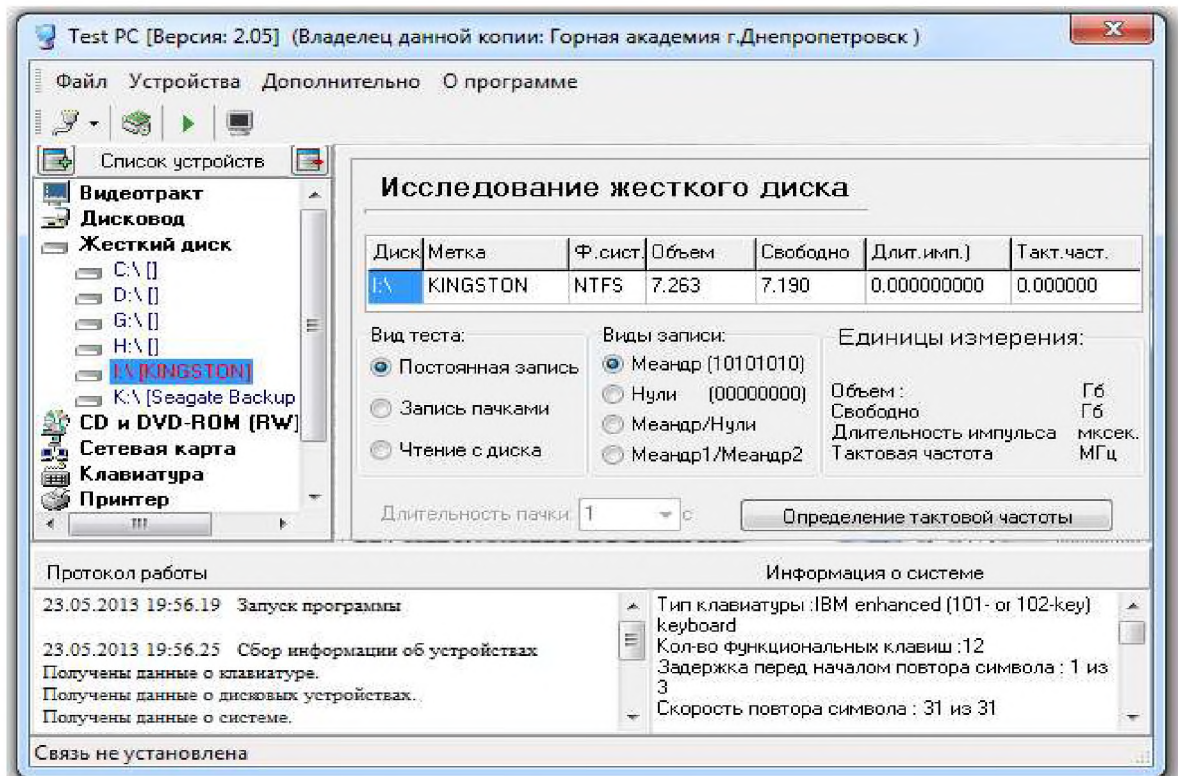 Test PC [Версия: 2.05] (Владелец данной копии: Горная академия г.Днепропетровск )
Файл Устройства Дополнительно О программе
Список устройств
Видеотракт
Дисковод
Жесткий диск
C:\ []
D:\ []
G:\ []
H:\ []
I:\ [KINGSTON]
K:\ [Seagate Backup
CD и DVD-ROM (RW)
Сетевая карта
Клавиатура
Принтер
Исследование жесткого диска
Диск Метка Ф.сист. Объем Свободно Длит.имп.) Такт.част.
I:\ KINGSTON NTFS 7.263 7.190 0.000000000 0.000000
Вид теста:
Постоянная запись
Запись пачками
Чтение с диска
Виды записи:
Меандр (10101010)
Нули (00000000)
Меандр/Нули
Меандр1/Меандр2
Единицы измерения:
Объем : Гб
Свободно Гб
Длительность импульса мксек.
Тактовая частота МГц
Длительность пачки: 1 с
Определение тактовой частоты
Протокол работы
23.05.2013 19:56.19 Запуск программы
23.05.2013 19:56.25 Сбор информации об устройствах
Получены данные о клавиатуре.
Получены данные о дисковых устройствах.
Получены данные о системе.
Информация о системе
Тип клавиатуры :IBM enhanced (101- or 102-key)
keyboard
Кол-во функциональных клавиш :12
Задержка перед началом повтора символа : 1 из
3
Скорость повтора символа : 31 из 31
Связь не установлена